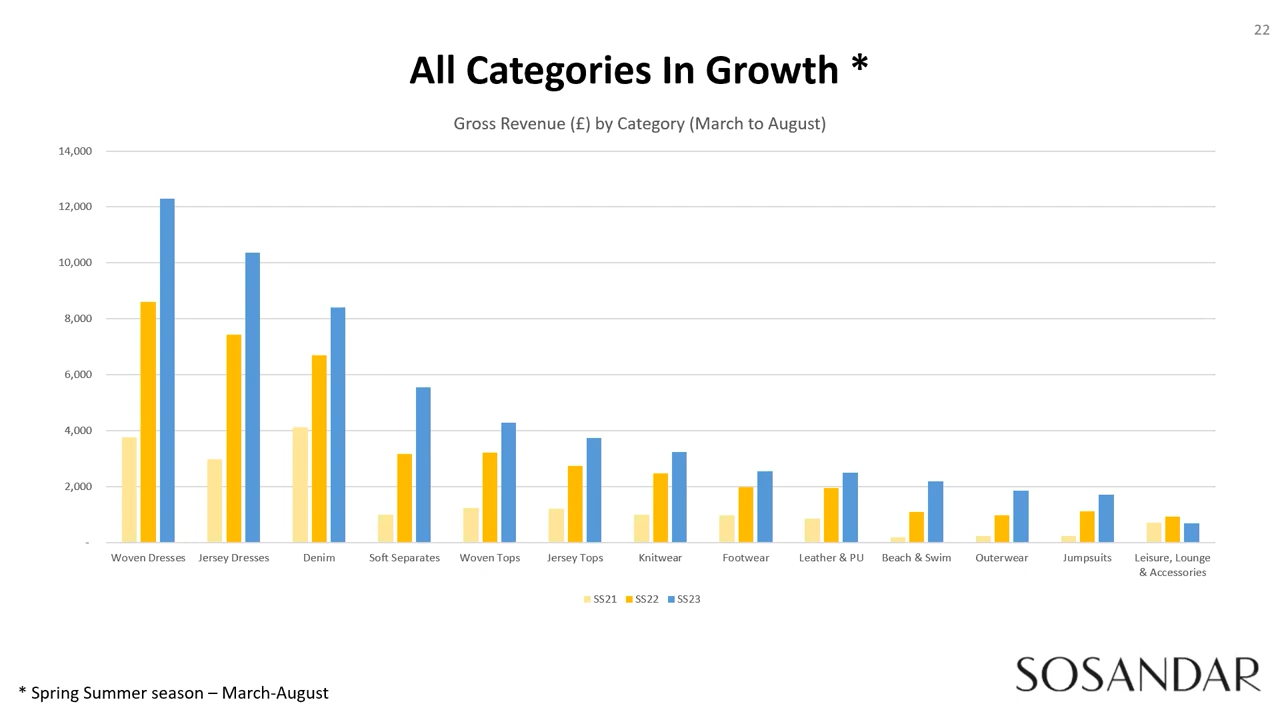 22
All Categories In Growth *
Gross Revenue (£) by Category (March to August)
14,000
12,000
10,000
8,000
6,000
4,000
2,000
-
Woven Dresses
Jersey Dresses
Denim
Soft Separates
Woven Tops
Jersey Tops
Knitwear
Footwear
Leather & PU
Beach & Swim
Outerwear
Jumpsuits
Leisure, Lounge
& Accessories
SS21 SS22 SS23
SOSANDAR
* Spring Summer season – March-August